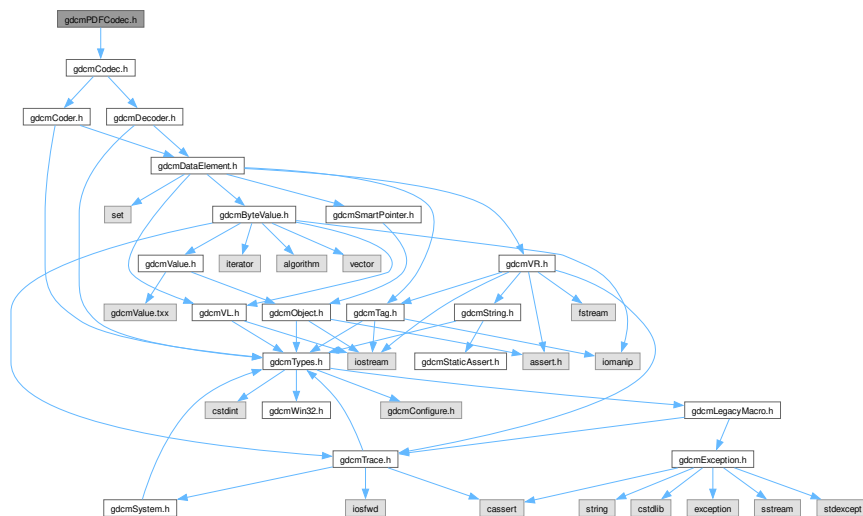 gdcmPDFCodec.h
gdcmCodec.h
gdcmCoder.h
gdcmDecoder.h
gdcmDataElement.h
set
gdcmByteValue.h
gdcmSmartPointer.h
gdcmValue.h
iterator
algorithm
vector
gdcmVR.h
gdcmValue.txx
gdcmVL.h
gdcmObject.h
gdcmTag.h
gdcmString.h
fstream
gdcmTypes.h
iostream
gdcmStaticAssert.h
assert.h
iomanip
cstdint
gdcmWin32.h
gdcmConfigure.h
gdcmLegacyMacro.h
gdcmTrace.h
gdcmException.h
gdcmSystem.h
iosfwd
cassert
string
cstdlib
exception
sstream
stdexcept